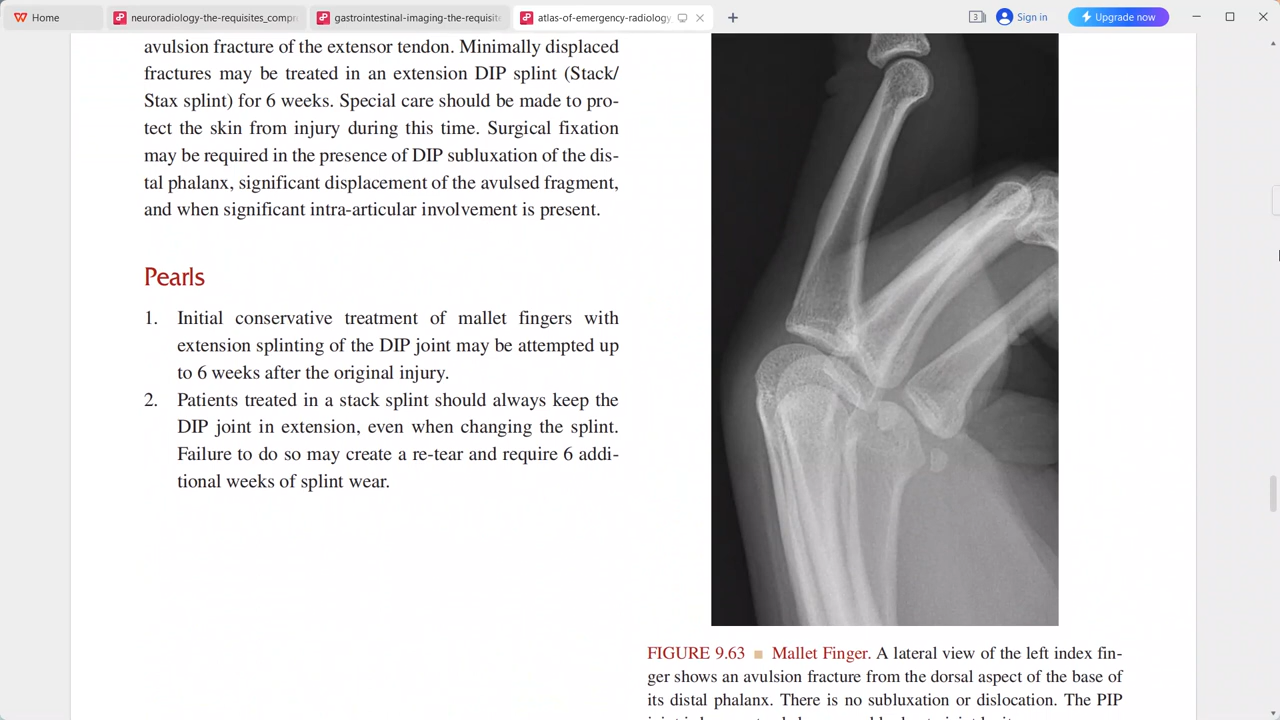 Home
neuroradiology-the-requisites_compr
gastrointestinal-imaging-the-requisite
atlas-of-emergency-radiology
3
Sign in
Upgrade now
avulsion fracture of the extensor tendon. Minimally displaced
fractures may be treated in an extension DIP splint (Stack/
Stax splint) for 6 weeks. Special care should be made to pro-
tect the skin from injury during this time. Surgical fixation
may be required in the presence of DIP subluxation of the dis-
tal phalanx, significant displacement of the avulsed fragment,
and when significant intra-articular involvement is present.
Pearls
1. Initial conservative treatment of mallet fingers with
extension splinting of the DIP joint may be attempted up
to 6 weeks after the original injury.
2. Patients treated in a stack splint should always keep the
DIP joint in extension, even when changing the splint.
Failure to do so may create a re-tear and require 6 addi-
tional weeks of splint wear.
FIGURE 9.63 ■ Mallet Finger. A lateral view of the left index fin-
ger shows an avulsion fracture from the dorsal aspect of the base of
its distal phalanx. There is no subluxation or dislocation. The PIP